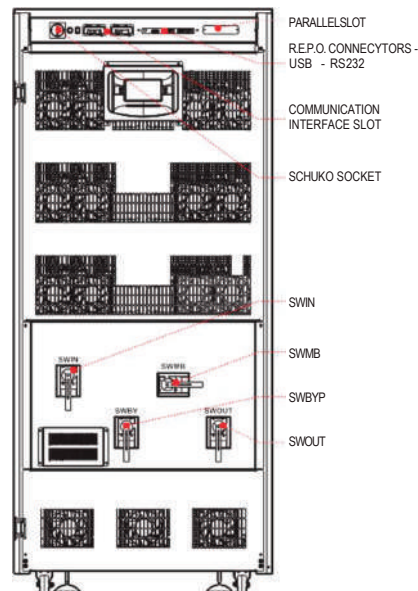 PARALLELSLOT
R.E.P.O. CONNECYTORS -
USB - RS232
COMMUNICATION
INTERFACE SLOT
SCHUKO SOCKET
SWIN
SWMB
SWBYP
SWOUT
SWIN
SWMB
SWBY
SWOUT